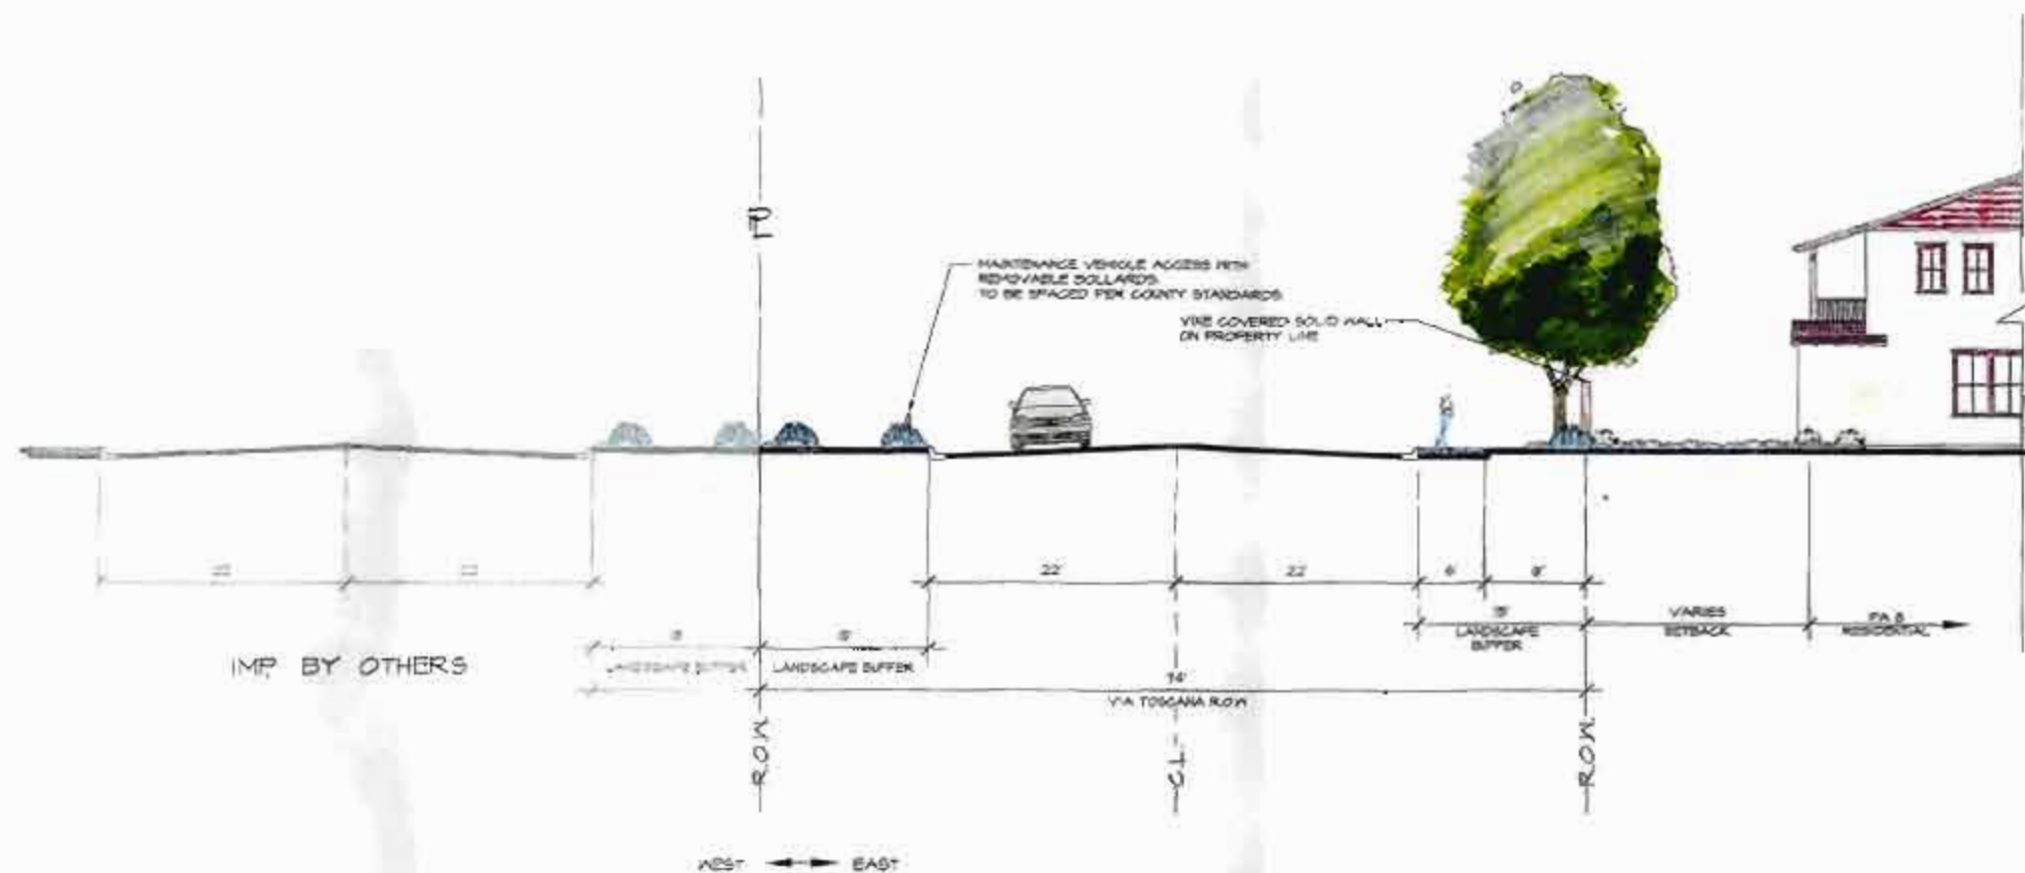 PL
MAINTENANCE VEHICLE ACCESS WITH
REMOVABLE BOLLARDS
TO BE SPACED PER COUNTY STANDARDS
VINE COVERED SOLID WALL
ON PROPERTY LINE
22'
22'
6'
VARIES
SETBACK
LANDSCAPE
BUFFER
RESIDENTIAL
IMP. BY OTHERS
LANDSCAPE BUFFER
LANDSCAPE BUFFER
VIA TOSCANA ROW
R.O.W.
C.L.
R.O.W.
WEST
EAST